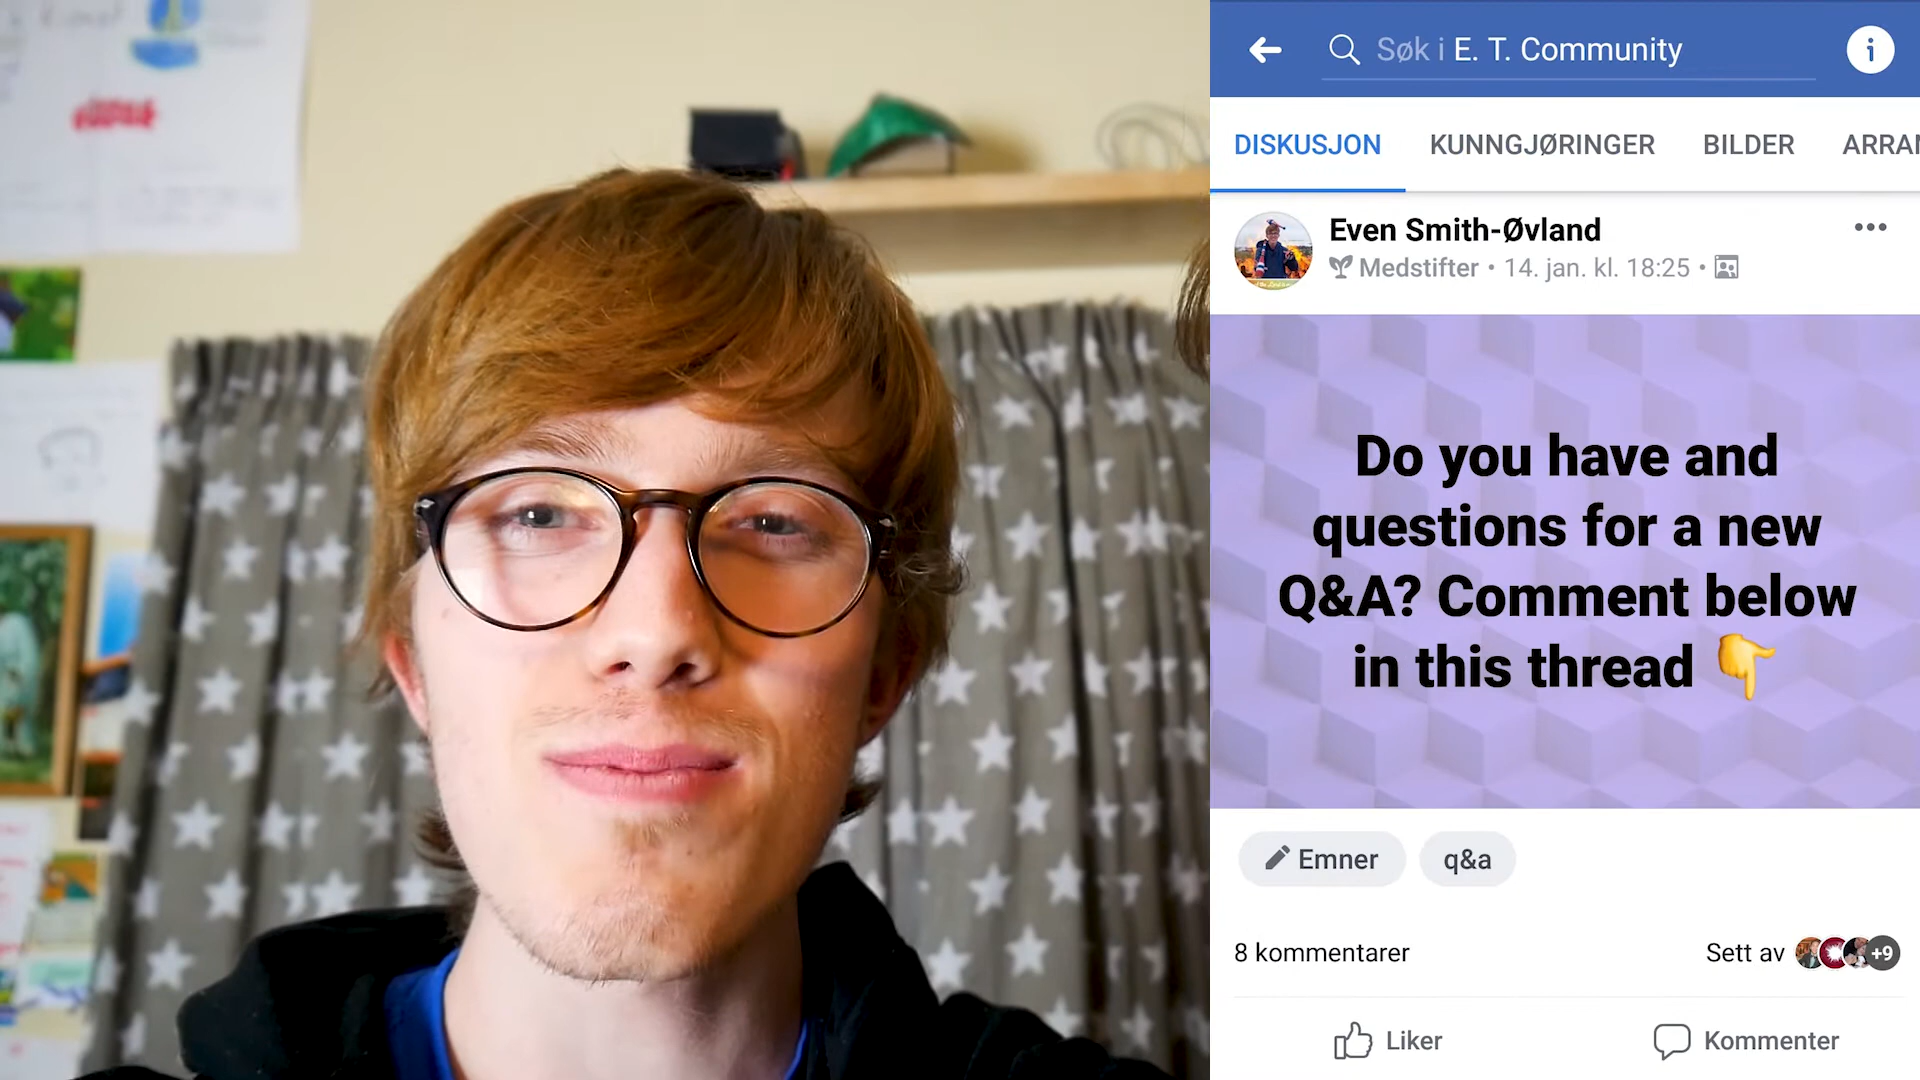 Søk i E. T. Community
DISKUSJON KUNNGJØRINGER BILDER ARRAN
Even Smith-Øvland
Medstifter • 14. jan. kl. 18:25 •
Do you have and
questions for a new
Q&A? Comment below
in this thread 👇
Emner q&a
8 kommentarer Sett av +9
Liker Kommenter